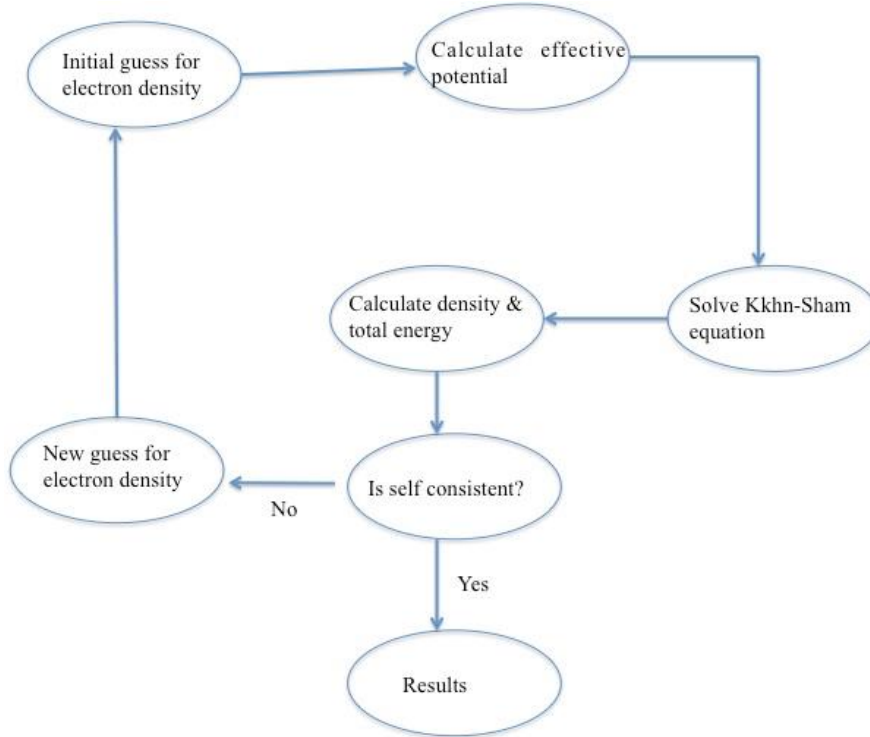 Initial guess for
electron density
Calculate effective
potential
Solve Kkhn-Sham
equation
Calculate density &
total energy
Is self consistent?
No
New guess for
electron density
Yes
Results